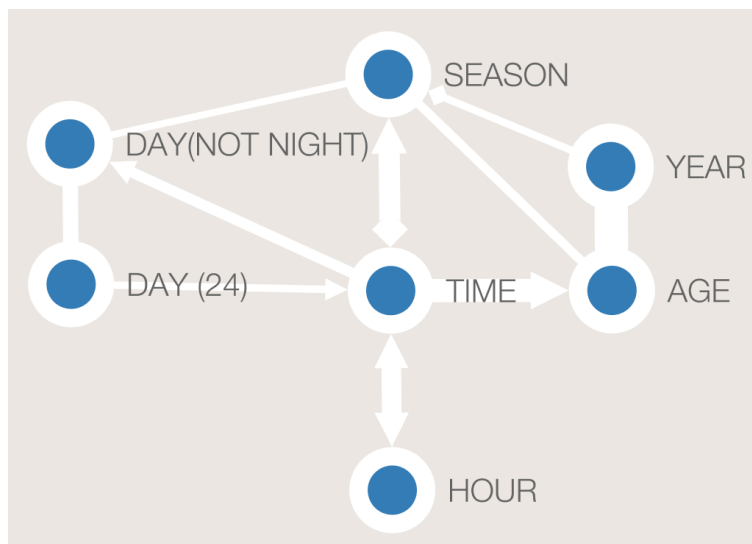 SEASON
DAY(NOT NIGHT)
YEAR
DAY (24)
TIME
AGE
HOUR